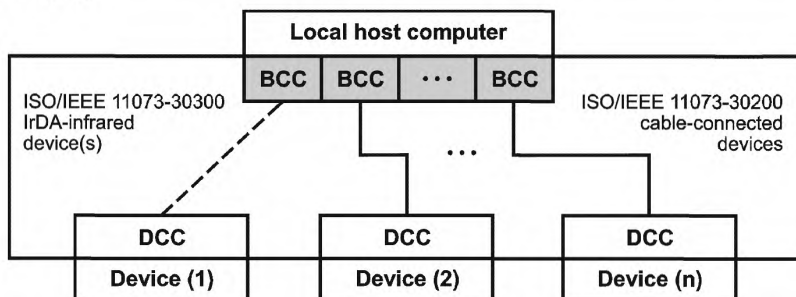 Local host computer
BCC BCC ... BCC
ISO/IEEE 11073-30300
IrDA-infrared
device(s)
ISO/IEEE 11073-30200
cable-connected
devices
...
DCC DCC DCC
Device (1) Device (2) Device (n)